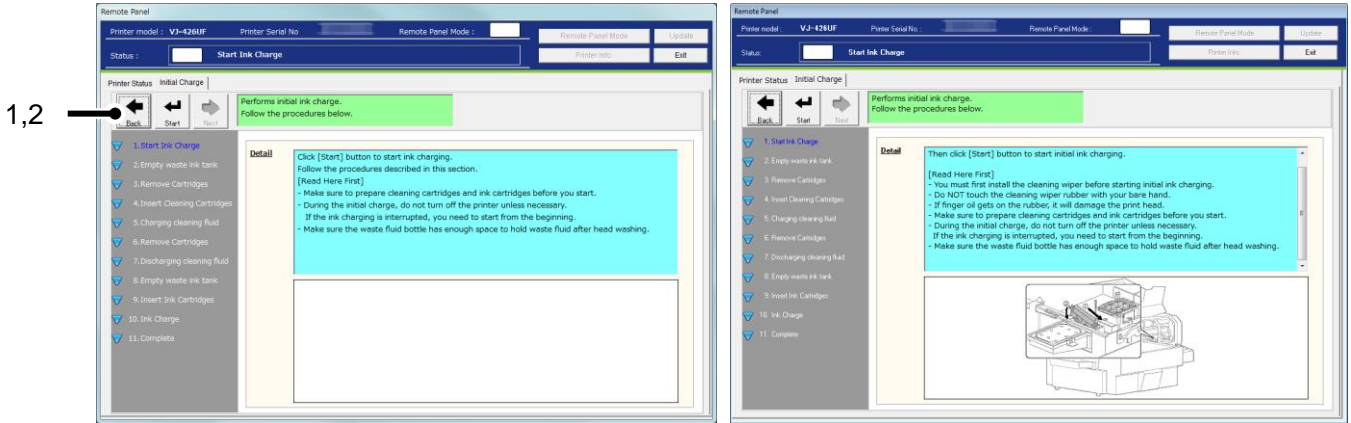 Remote Panel
Printer model : VJ-426UF Printer Serial No Remote Panel Mode : Remote Panel Mode Update
Status : Start Ink Charge Printer Info. Exit
Printer Status Initial Charge
1,2
Back Start Next
Performs initial ink charge.
Follow the procedures below.
1.Start Ink Charge
2.Empty waste ink tank
3.Remove Cartridges
4.Insert Cleaning Cartridges
5.Charging cleaning fluid
6.Remove Cartridges
7.Discharging cleaning fluid
8.Empty waste ink tank
9.Insert Ink Cartridges
10.Ink Charge
11.Complete
Detail
Click [Start] button to start ink charging.
Follow the procedures described in this section.
[Read Here First]
- Make sure to prepare cleaning cartridges and ink cartridges before you start.
- During the initial charge, do not turn off the printer unless necessary.
If the ink charging is interrupted, you need to start from the beginning.
- Make sure the waste fluid bottle has enough space to hold waste fluid after head washing.
Remote Panel
Printer model : VJ-426UF Printer Serial No. : Remote Panel Mode : Remote Panel Mode Update
Status: Start Ink Charge Printer Info. Exit
Printer Status Initial Charge
Back Start Next
Performs initial ink charge.
Follow the procedures below.
1. Start Ink Charge
2. Empty waste ink tank
3. Remove Cartridges
4. Insert Cleaning Cartridges
5. Charging cleaning fluid
6. Remove Cartridges
7. Discharging cleaning fluid
8. Empty waste ink tank
9. Insert Ink Cartridges
10. Ink Charge
11. Complete
Detail
Then click [Start] button to start initial ink charging.
[Read Here First]
- You must first install the cleaning wiper before starting initial ink charging.
- Do NOT touch the cleaning wiper rubber with your bare hand.
- If finger oil gets on the rubber, it will damage the print head.
- Make sure to prepare cleaning cartridges and ink cartridges before you start.
- During the initial charge, do not turn off the printer unless necessary.
If the ink charging is interrupted, you need to start from the beginning.
- Make sure the waste fluid bottle has enough space to hold waste fluid after head washing.